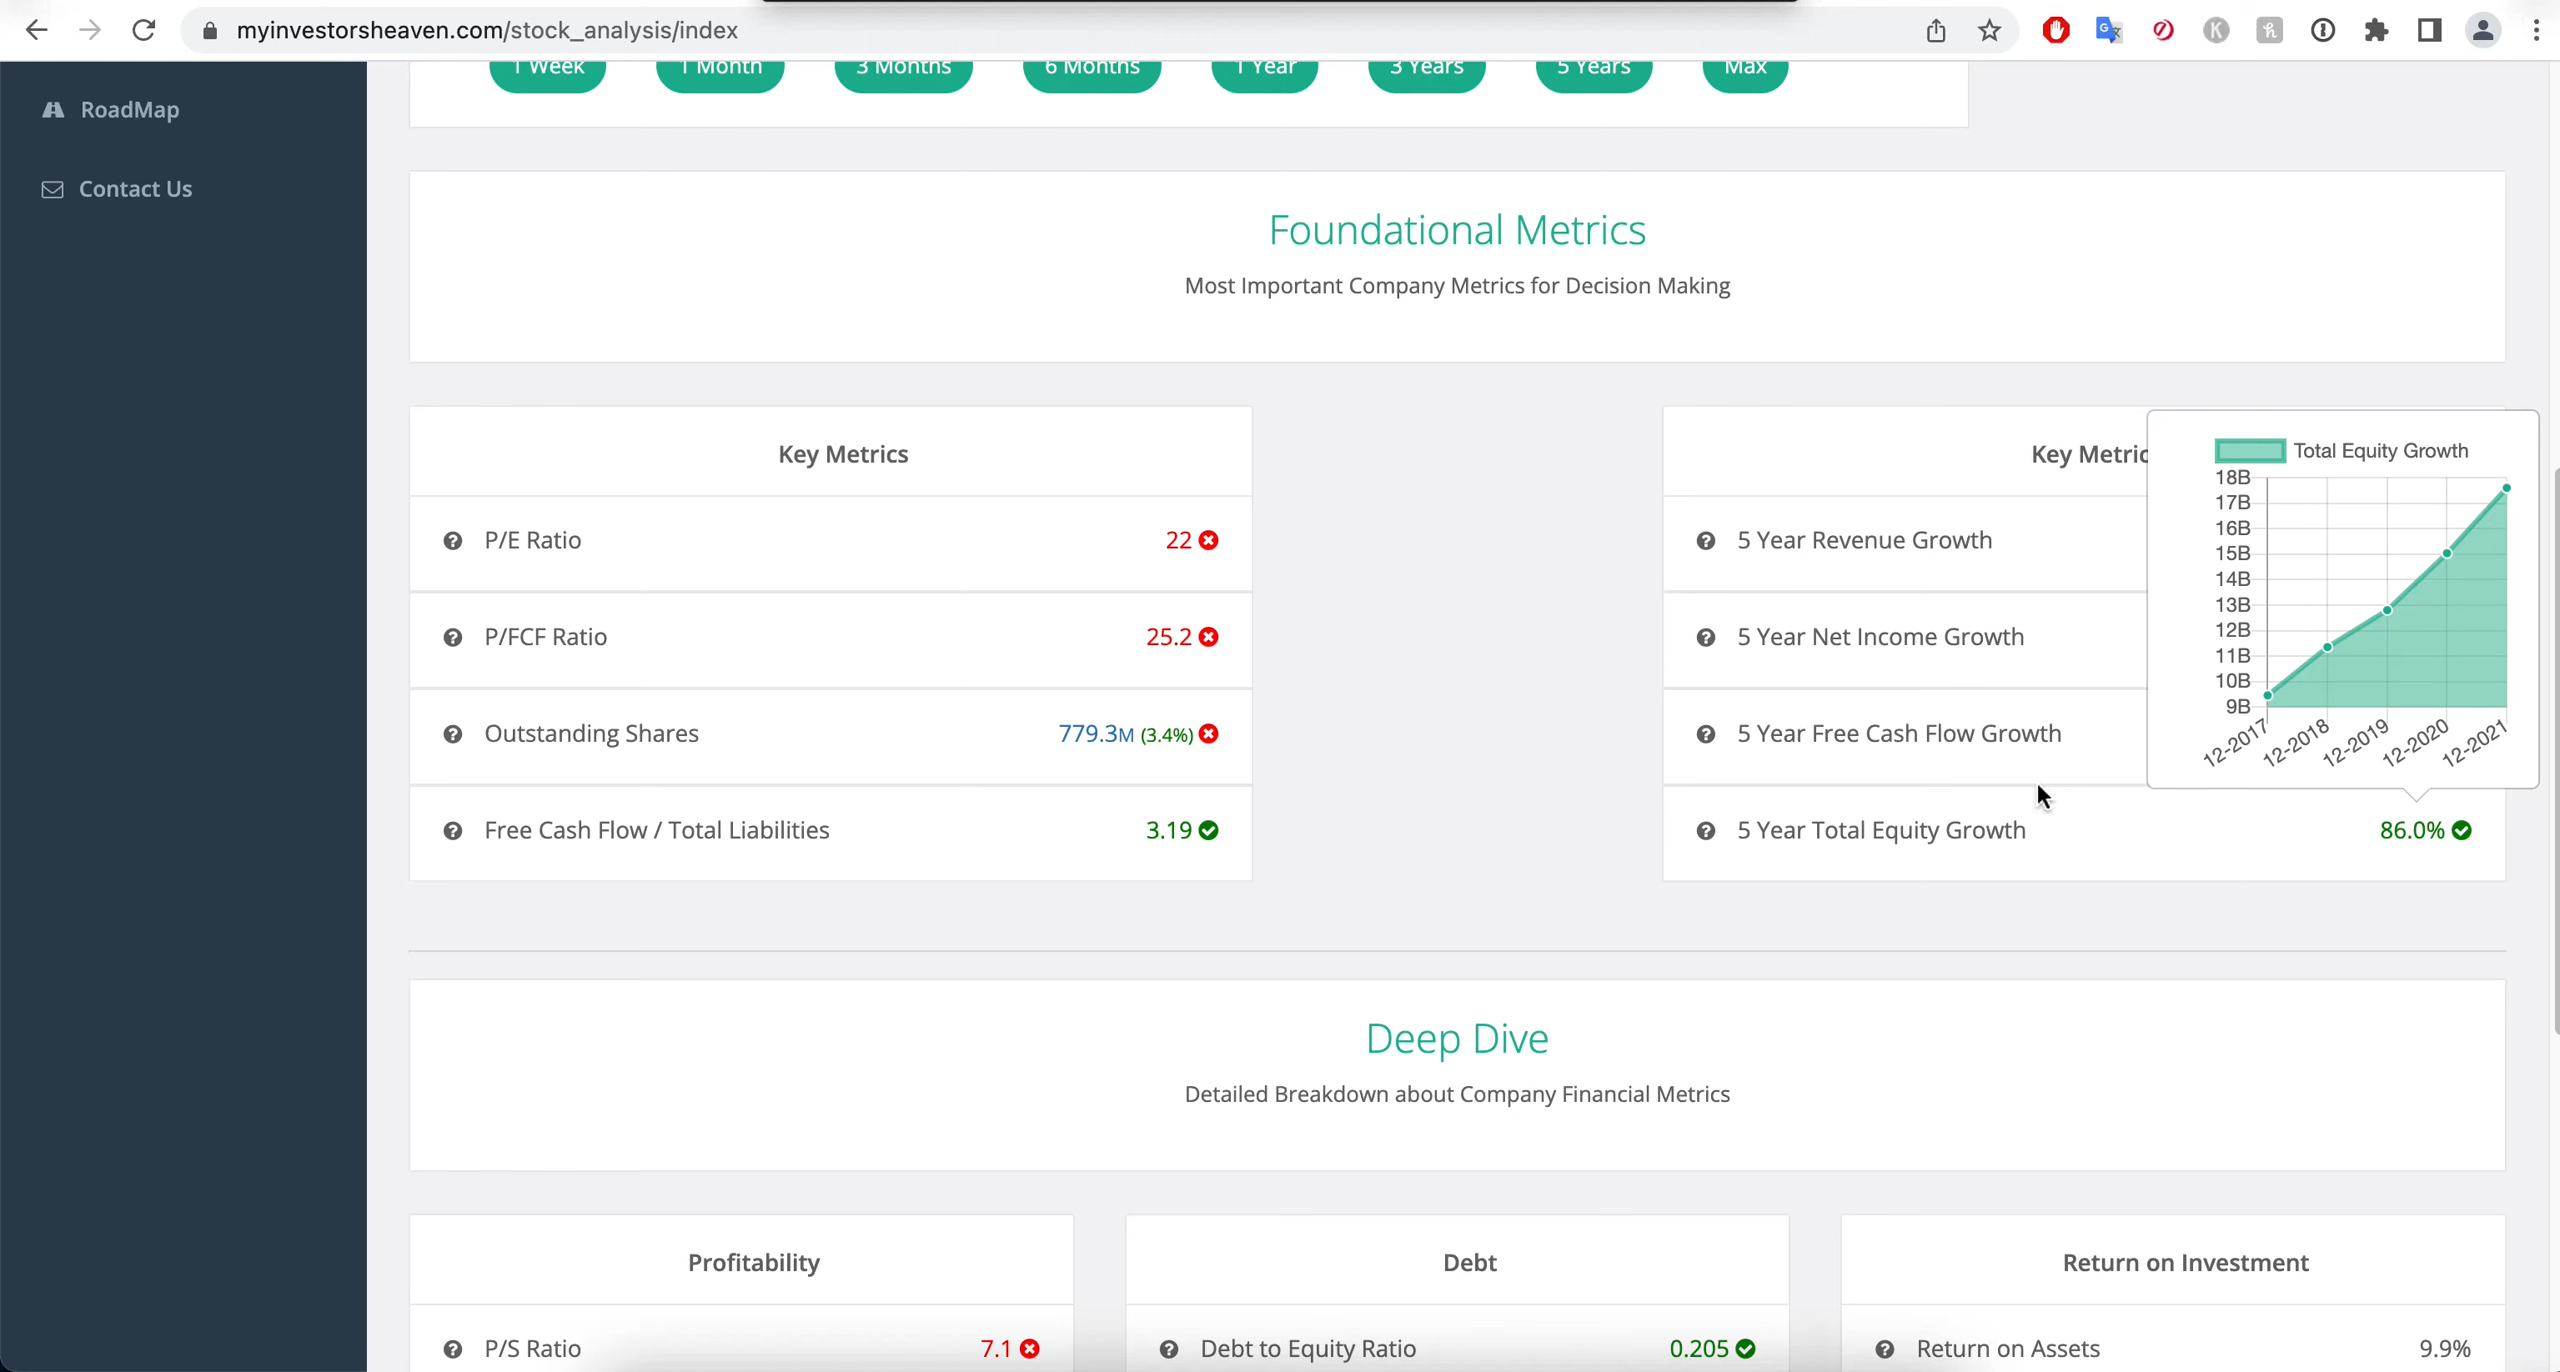 myinvestorsheaven.com/stock_analysis/index
1 Week 1 Month 3 Months 6 Months 1 Year 3 Years 5 Years Max
RoadMap
Contact Us
Foundational Metrics
Most Important Company Metrics for Decision Making
Key Metrics
P/E Ratio 22
P/FCF Ratio 25.2
Outstanding Shares 779.3M (3.4%)
Free Cash Flow / Total Liabilities 3.19
Key Metric
5 Year Revenue Growth
5 Year Net Income Growth
5 Year Free Cash Flow Growth
5 Year Total Equity Growth 86.0%
Total Equity Growth
18B
17B
16B
15B
14B
13B
12B
11B
10B
9B
12-2017 12-2018 12-2019 12-2020 12-2021
Deep Dive
Detailed Breakdown about Company Financial Metrics
Profitability
P/S Ratio 7.1
Debt
Debt to Equity Ratio 0.205
Return on Investment
Return on Assets 9.9%